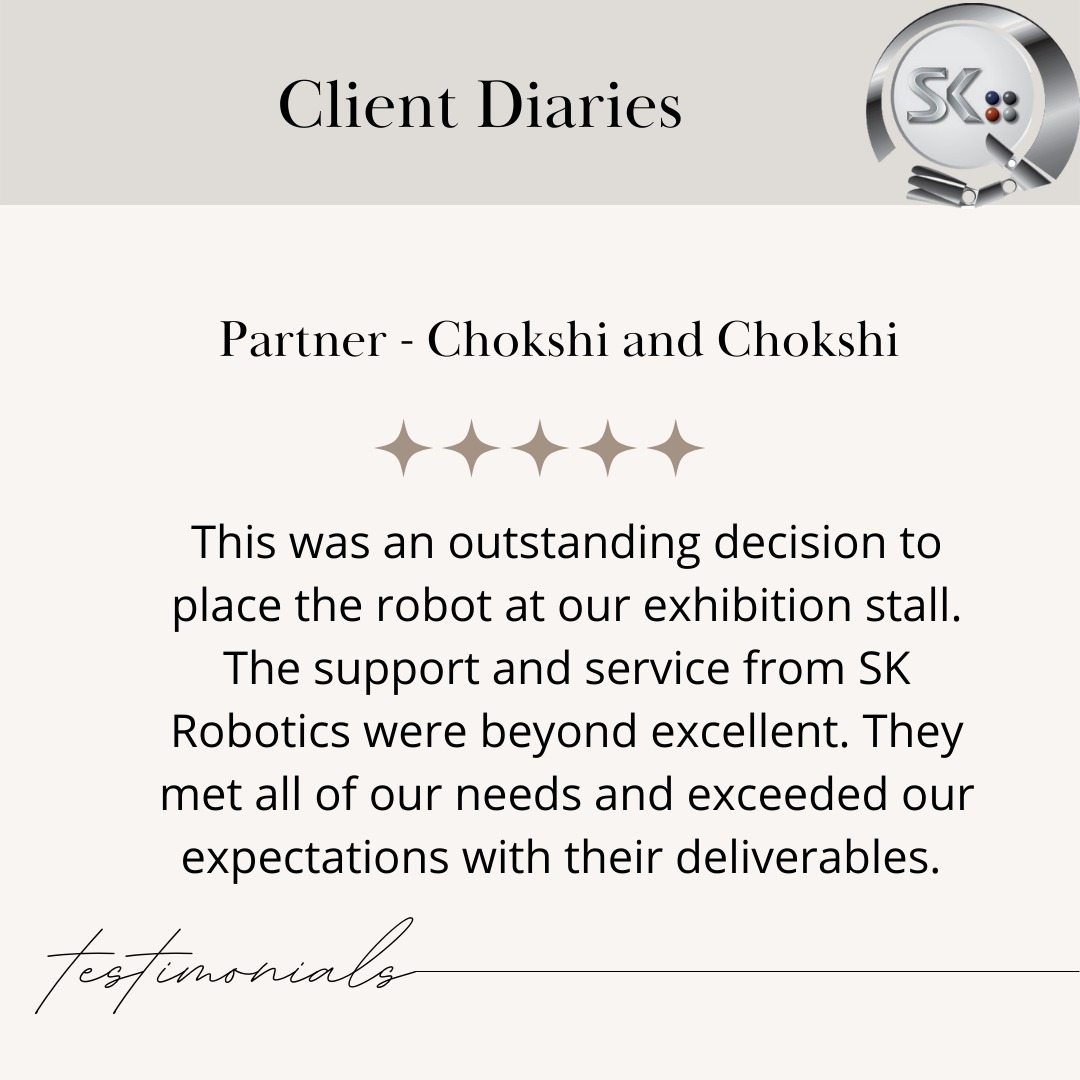 Client Diaries
SK
Partner - Chokshi and Chokshi
This was an outstanding decision to
place the robot at our exhibition stall.
The support and service from SK
Robotics were beyond excellent. They
met all of our needs and exceeded our
expectations with their deliverables.
testimonials